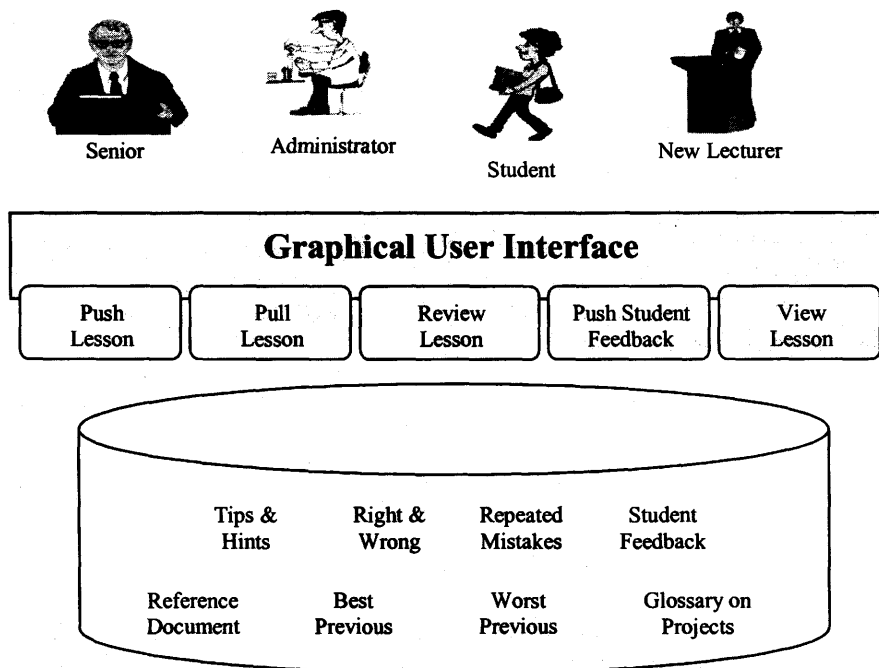 Senior
Administrator
Student
New Lecturer
Graphical User Interface
Push
Lesson
Pull
Lesson
Review
Lesson
Push Student
Feedback
View
Lesson
Tips &
Hints
Right &
Wrong
Repeated
Mistakes
Student
Feedback
Reference
Document
Best
Previous
Worst
Previous
Glossary on
Projects